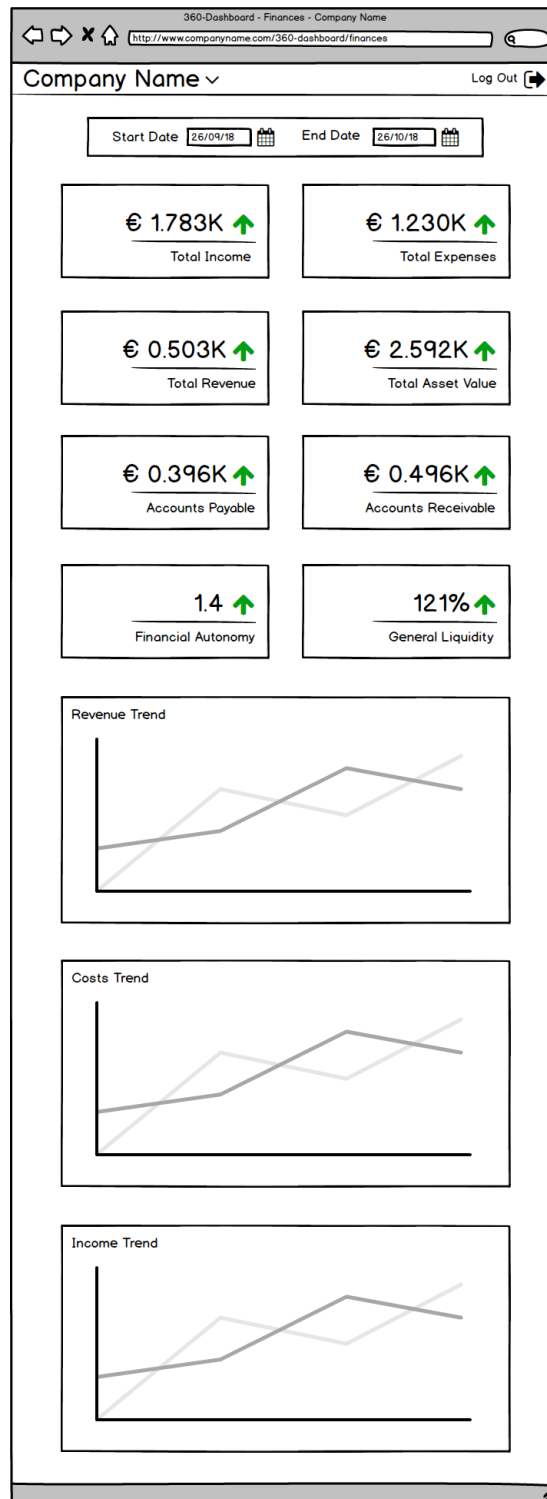 360-Dashboard - Finances - Company Name
http://www.companyname.com/360-dashboard/finances
Company Name
Log Out
Start Date 26/09/18 End Date 26/10/18
€ 1.783K
Total Income
€ 1.230K
Total Expenses
€ 0.503K
Total Revenue
€ 2.592K
Total Asset Value
€ 0.396K
Accounts Payable
€ 0.496K
Accounts Receivable
1.4
Financial Autonomy
121%
General Liquidity
Revenue Trend
Costs Trend
Income Trend